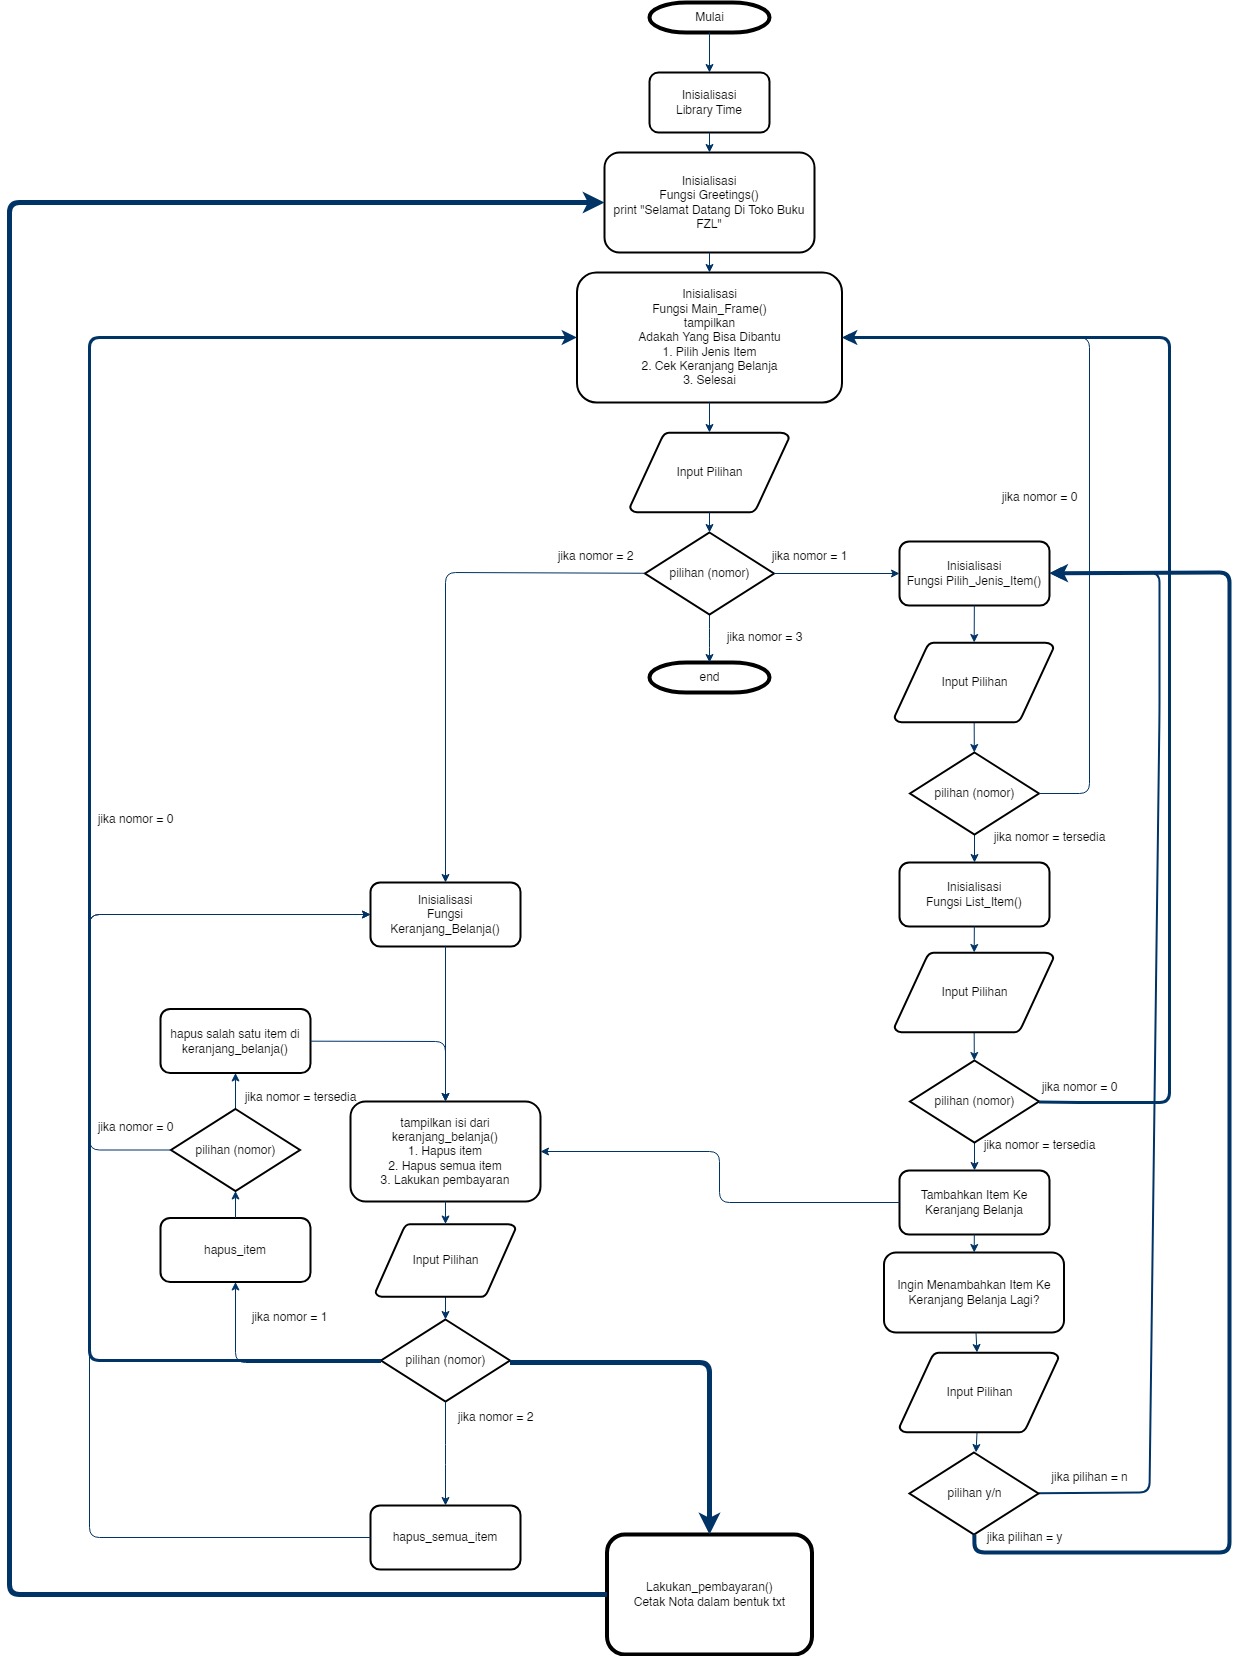 Mulai
Inisialisasi
Library Time
Inisialisasi
Fungsi Greetings()
print "Selamat Datang Di Toko Buku
FZL"
Inisialisasi
Fungsi Main_Frame()
tampilkan
Adakah Yang Bisa Dibantu
1. Pilih Jenis Item
2. Cek Keranjang Belanja
3. Selesai
Input Pilihan
jika nomor = 0
jika nomor = 2
pilihan (nomor)
jika nomor = 1
Inisialisasi
Fungsi Pilih_Jenis_Item()
jika nomor = 3
end
Input Pilihan
pilihan (nomor)
jika nomor = tersedia
jika nomor = 0
Inisialisasi
Fungsi List_Item()
Inisialisasi
Fungsi
Keranjang_Belanja()
Input Pilihan
hapus salah satu item di
keranjang_belanja()
jika nomor = tersedia
jika nomor = 0
pilihan (nomor)
pilihan (nomor)
jika nomor = 0
jika nomor = tersedia
tampilkan isi dari
keranjang_belanja()
1. Hapus item
2. Hapus semua item
3. Lakukan pembayaran
Tambahkan Item Ke
Keranjang Belanja
hapus_item
Input Pilihan
Ingin Menambahkan Item Ke
Keranjang Belanja Lagi?
jika nomor = 1
pilihan (nomor)
Input Pilihan
jika nomor = 2
jika pilihan = n
pilihan y/n
jika pilihan = y
hapus_semua_item
Lakukan_pembayaran()
Cetak Nota dalam bentuk txt